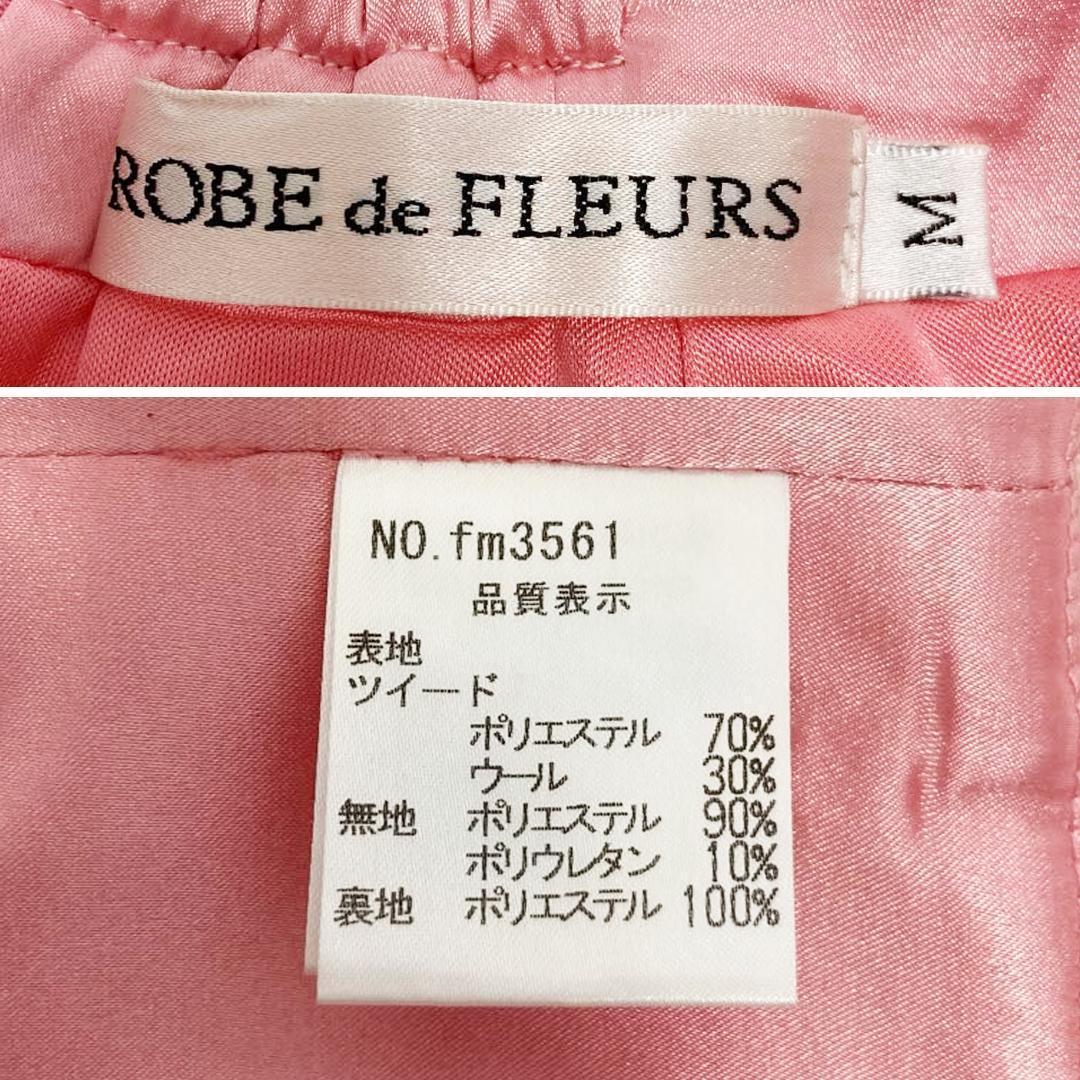 ROBE de FLEURS
M
NO.fm3561
品質表示
表地
ツイード
ポリエステル 70%
ウール 30%
無地 ポリエステル 90%
ポリウレタン 10%
裏地 ポリエステル 100%